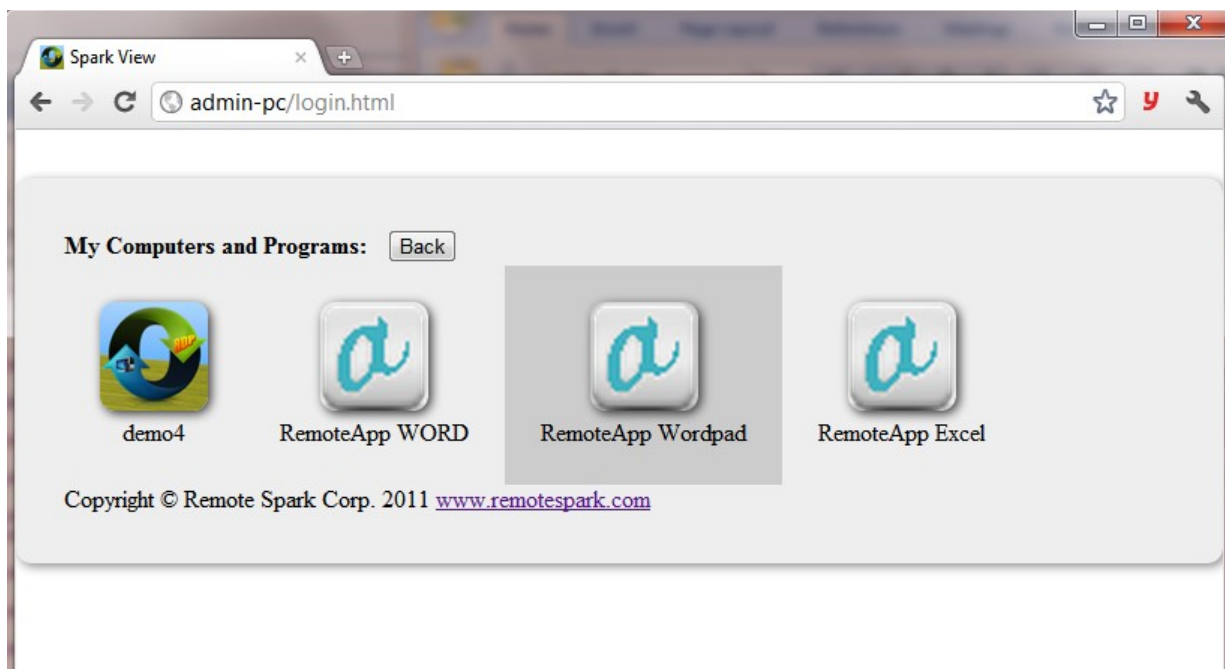 Spark View
admin-pc/login.html
My Computers and Programs: Back
demo4 RemoteApp WORD RemoteApp Wordpad RemoteApp Excel
Copyright © Remote Spark Corp. 2011 www.remotespark.com